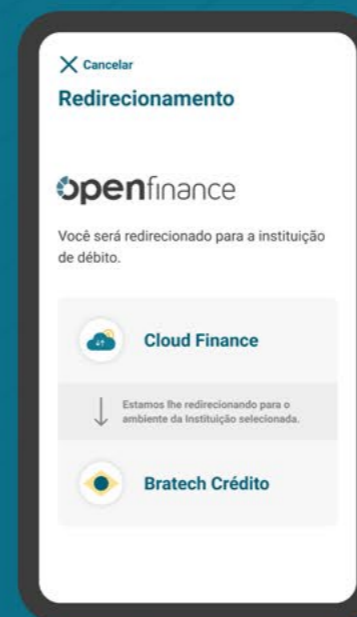 Cancelar
Redirecionamento
openfinance
Você será redirecionado para a instituição
de débito.
Cloud Finance
Estamos lhe redirecionando para o
ambiente da Instituição selecionada.
Bratech Crédito